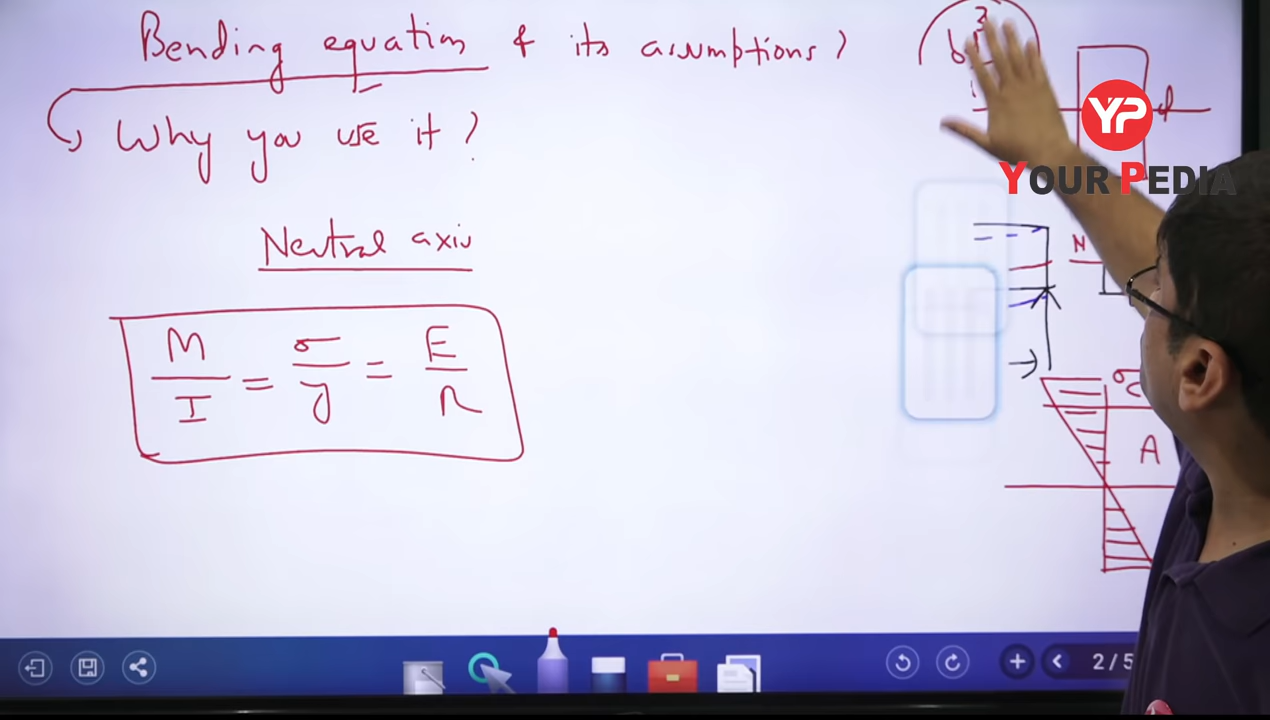 Bending equation & its assumptions?
Why you use it?
Neutral axis
M/I = σ/y = E/R
d
YP
YOUR PEDIA
N
σ
A
2/5